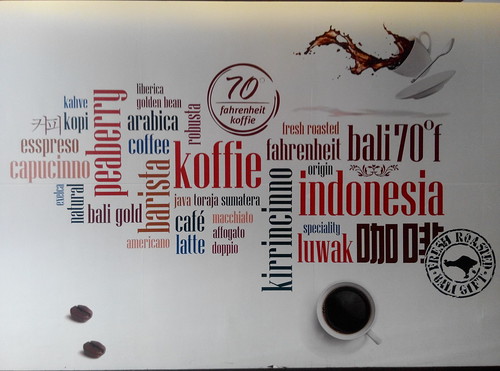 70°
fahrenheit
koffie
liberica
golden bean
kahve
커피
kopi
arabica
robusta
peaberry
esspreso
capucinno
coffee
koffie
fresh roasted
fahrenheit
bali 70°f
origin
indonesia
exelca
natural
bali gold
barista
java toraja sumatera
café
latte
macchiato
affogato
doppio
americano
kirrincinno
speciality
luwak
咖啡
FRESH ROASTED
BALI GIFT